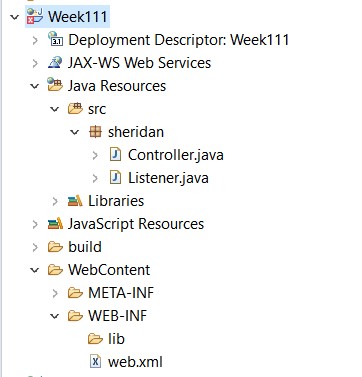 Week111
Deployment Descriptor: Week111
JAX-WS Web Services
Java Resources
src
sheridan
Controller.java
Listener.java
Libraries
JavaScript Resources
build
WebContent
META-INF
WEB-INF
lib
web.xml